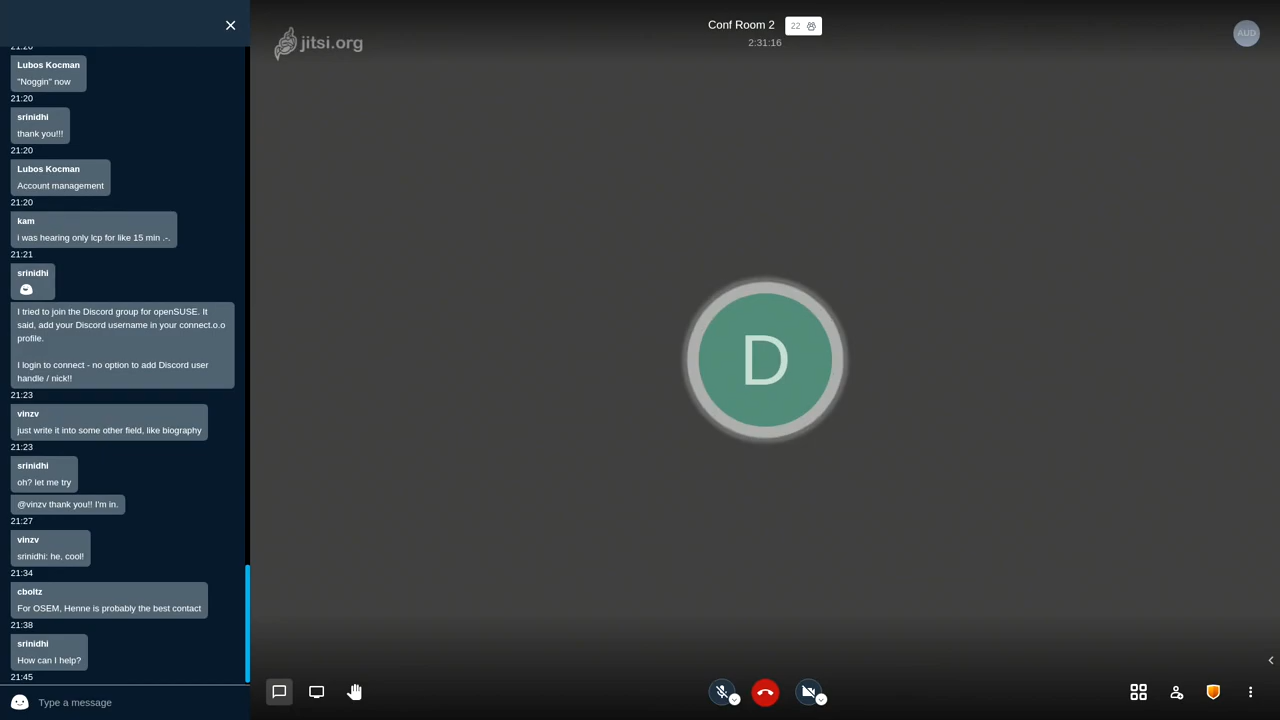 21:20
Lubos Kocman
"Noggin" now
21:20
srinidhi
thank you!!!
21:20
Lubos Kocman
Account management
21:20
kam
i was hearing only lcp for like 15 min .-.
21:21
srinidhi
I tried to join the Discord group for openSUSE. It
said, add your Discord username in your connect.o.o
profile.
I login to connect - no option to add Discord user
handle / nick!!
21:23
vinzv
just write it into some other field, like biography
21:23
srinidhi
oh? let me try
@vinzv thank you!! I'm in.
21:27
vinzv
srinidhi: he, cool!
21:34
cboltz
For OSEM, Henne is probably the best contact
21:38
srinidhi
How can I help?
21:45
Type a message
jitsi.org
Conf Room 2 22
2:31:16
AUD
D